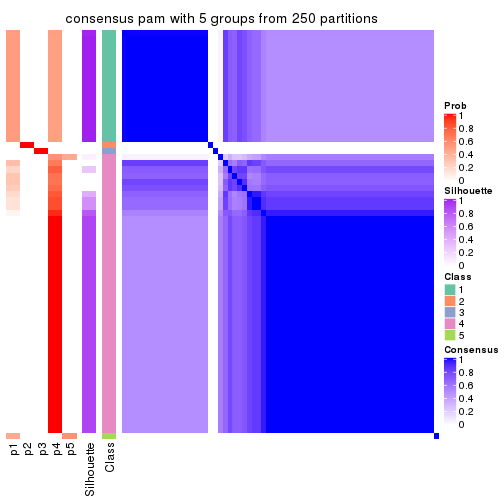 consensus pam with 5 groups from 250 partitions
Prob
1
0.8
0.6
0.4
0.2
0
Silhouette
1
0.8
0.6
0.4
0.2
0
Class
1
2
3
4
5
Consensus
1
0.8
0.6
0.4
0.2
0
p1
p2
p3
p4
p5
Silhouette
Class